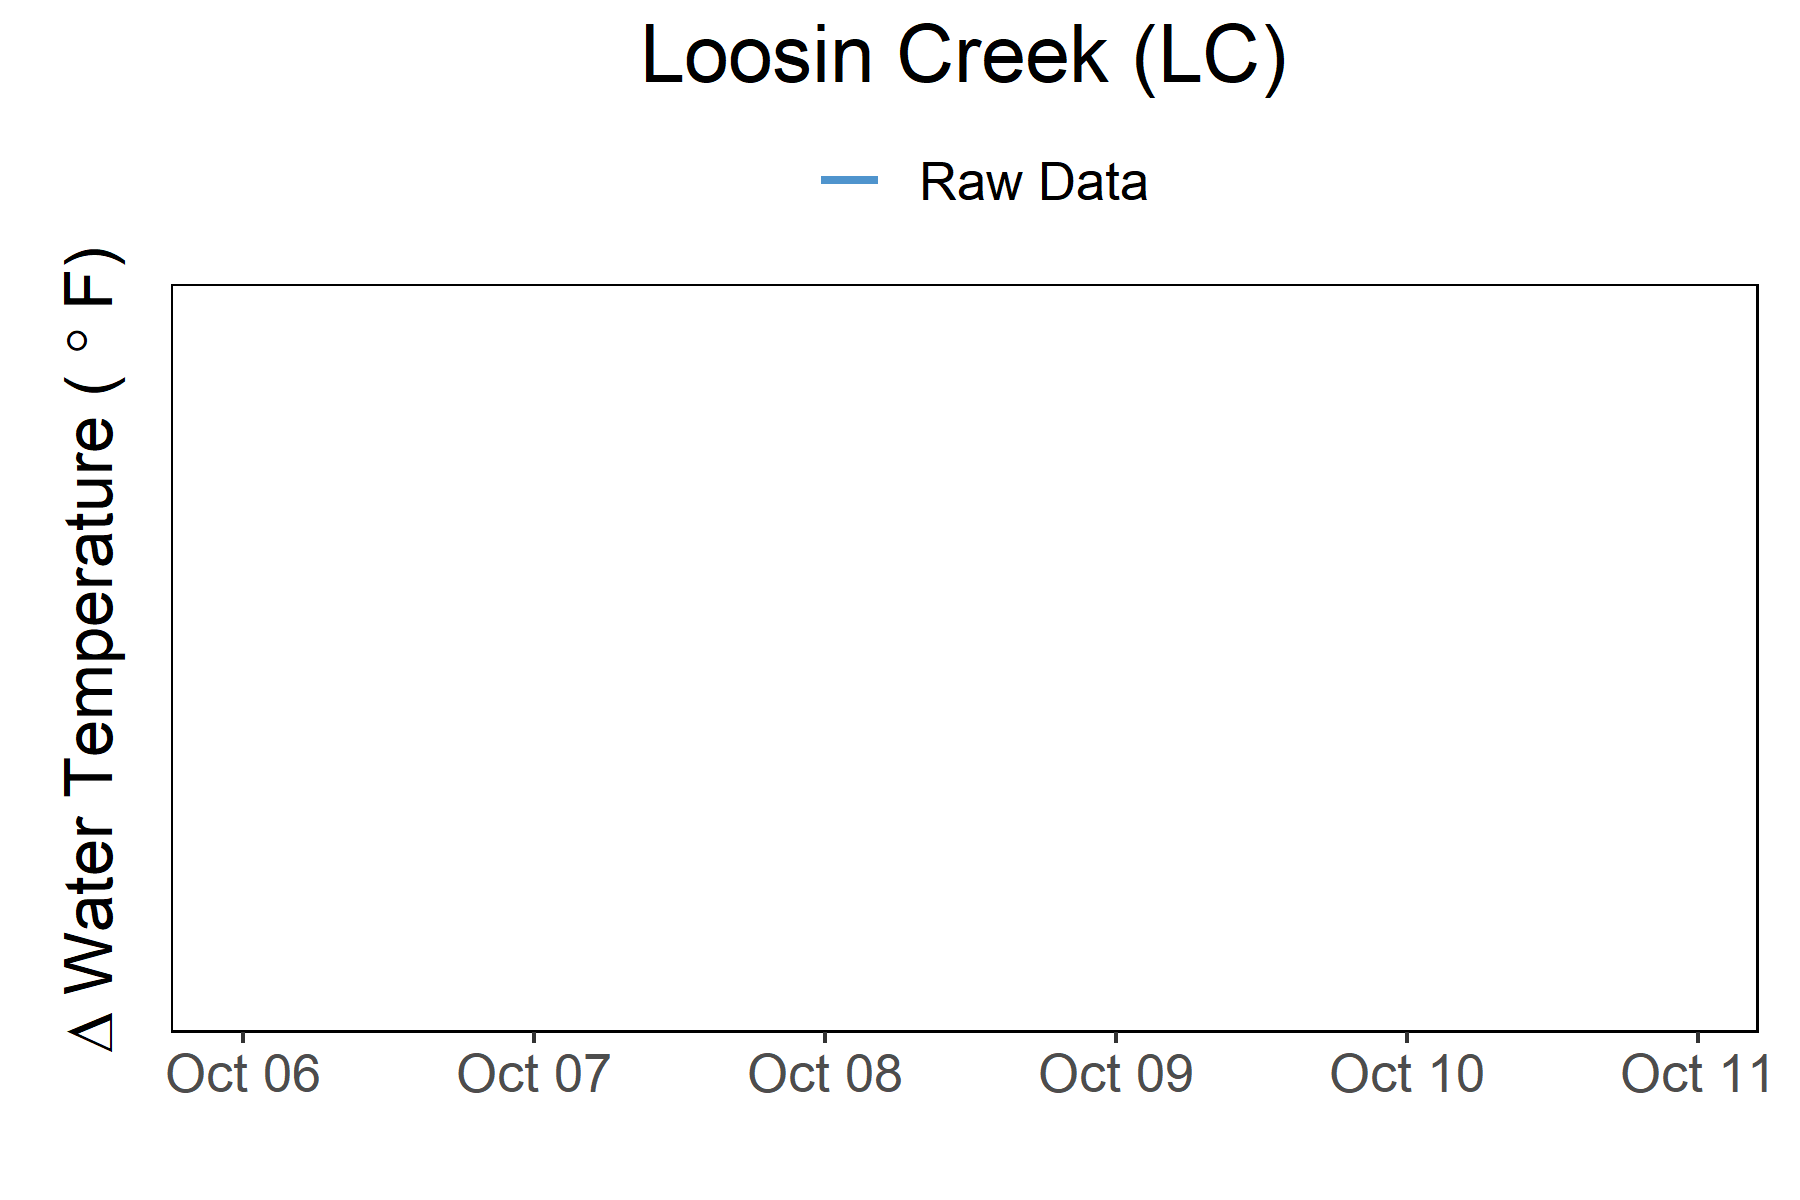 Loosin Creek (LC)
Raw Data
Δ Water Temperature ( ° F)
Oct 06 Oct 07 Oct 08 Oct 09 Oct 10 Oct 11